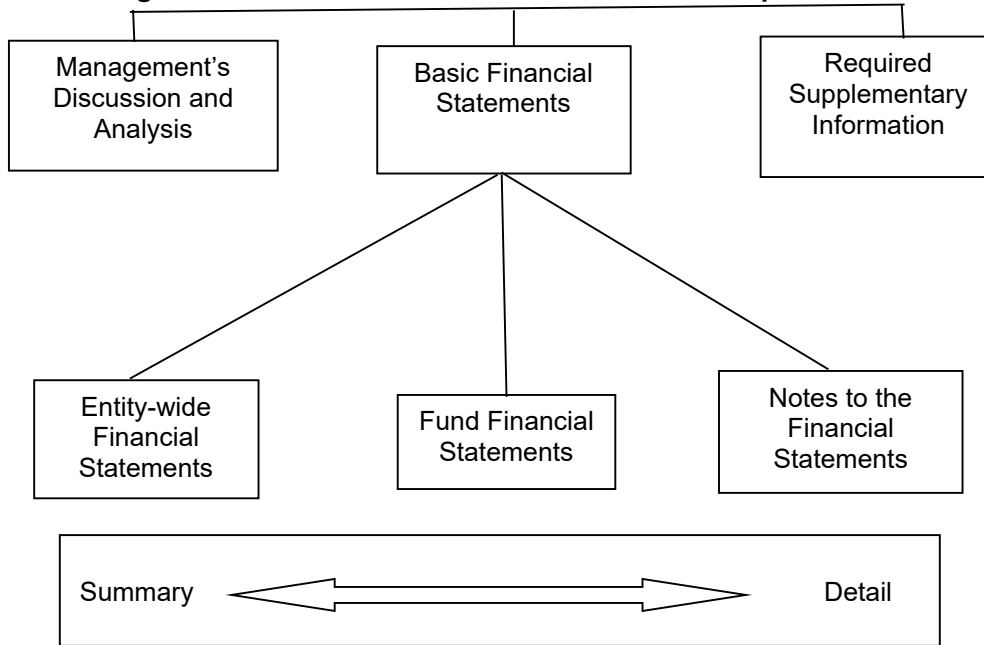 Management's
Discussion and
Analysis
Basic Financial
Statements
Required
Supplementary
Information
Entity-wide
Financial
Statements
Fund Financial
Statements
Notes to the
Financial
Statements
Summary
Detail